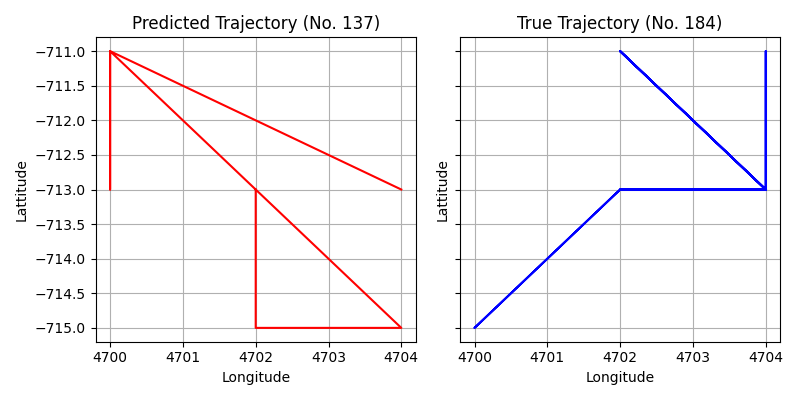 Predicted Trajectory (No. 137)
True Trajectory (No. 184)
Lattitude
−711.0
−711.5
−712.0
−712.5
−713.0
−713.5
−714.0
−714.5
−715.0
4700 4701 4702 4703 4704
Longitude
Lattitude
4700 4701 4702 4703 4704
Longitude